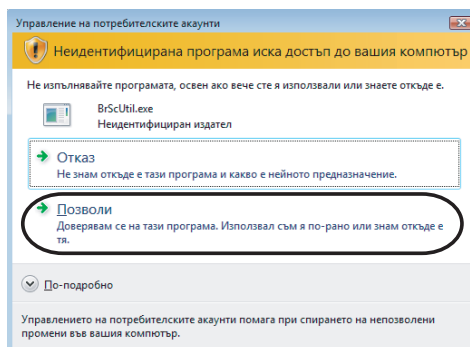 Управление на потребителските акаунти
Неидентифицирана програма иска достъп до вашия компютър
Не изпълнявайте програмата, освен ако вече сте я използвали или знаете откъде е.
BrScUtil.exe
Неидентифициран издател
Отказ
Не знам откъде е тази програма и какво е нейното предназначение.
Позволи
Доверявам се на тази програма. Използвал съм я по-рано или знам откъде е
тя.
По-подробно
Управлението на потребителските акаунти помага при спирането на непозволени
промени във вашия компютър.